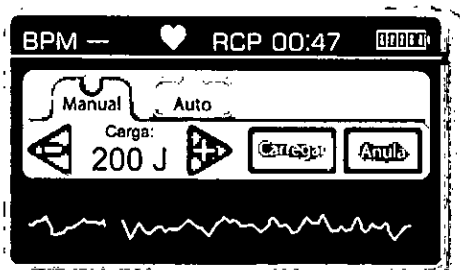 BPM — RCP 00:47
Manual Auto
Carga:
200 J Carregar Anula